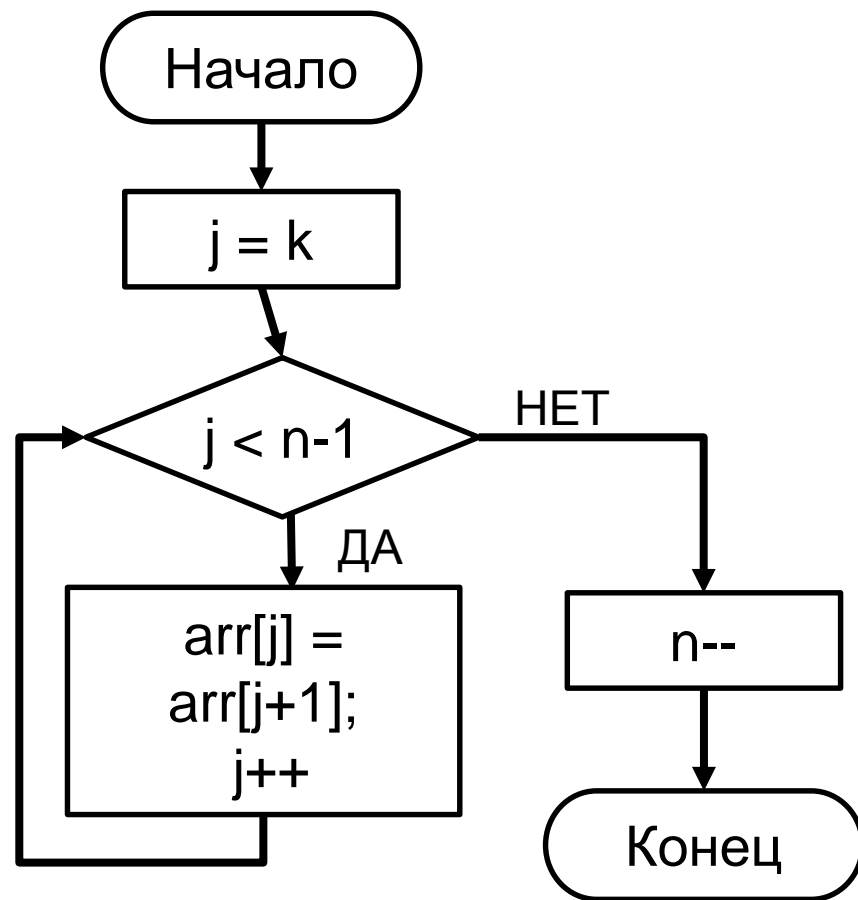 Начало
j = k
j < n-1
НЕТ
ДА
arr[j] =
arr[j+1];
j++
n--
Конец